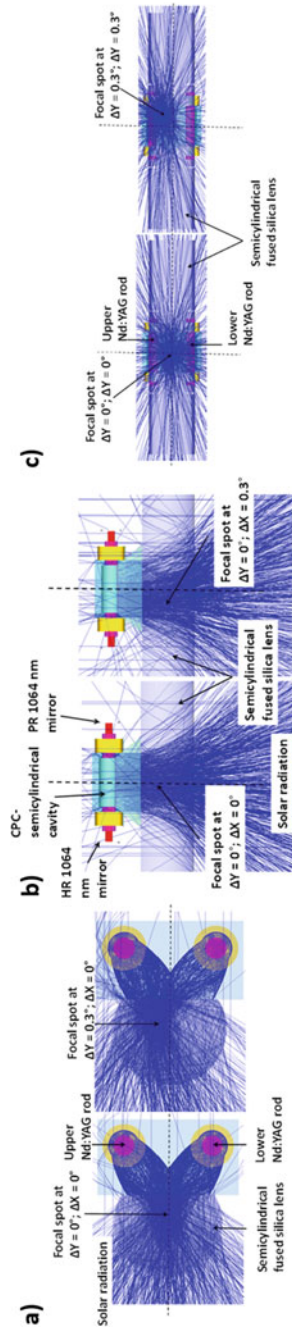 a)
Solar radiation
Focal spot at
ΔY = 0°; ΔX = 0°
Upper
Nd:YAG rod
Focal spot at
ΔY = 0.3°; ΔX = 0°
Semicylindrical
fused silica lens
Lower
Nd:YAG rod
b)
HR 1064
nm
mirror
CPC-
semicylindrical
cavity
PR 1064 nm
mirror
Focal spot at
ΔY = 0°; ΔX = 0°
Solar radiation
Semicylindrical
fused silica lens
Focal spot at
ΔY = 0°; ΔX = 0.3°
c)
Focal spot at
ΔY = 0°; ΔY = 0°
Upper
Nd:YAG rod
Focal spot at
ΔY = 0.3°; ΔY = 0.3°
Lower
Nd:YAG rod
Semicylindrical
fused silica lens